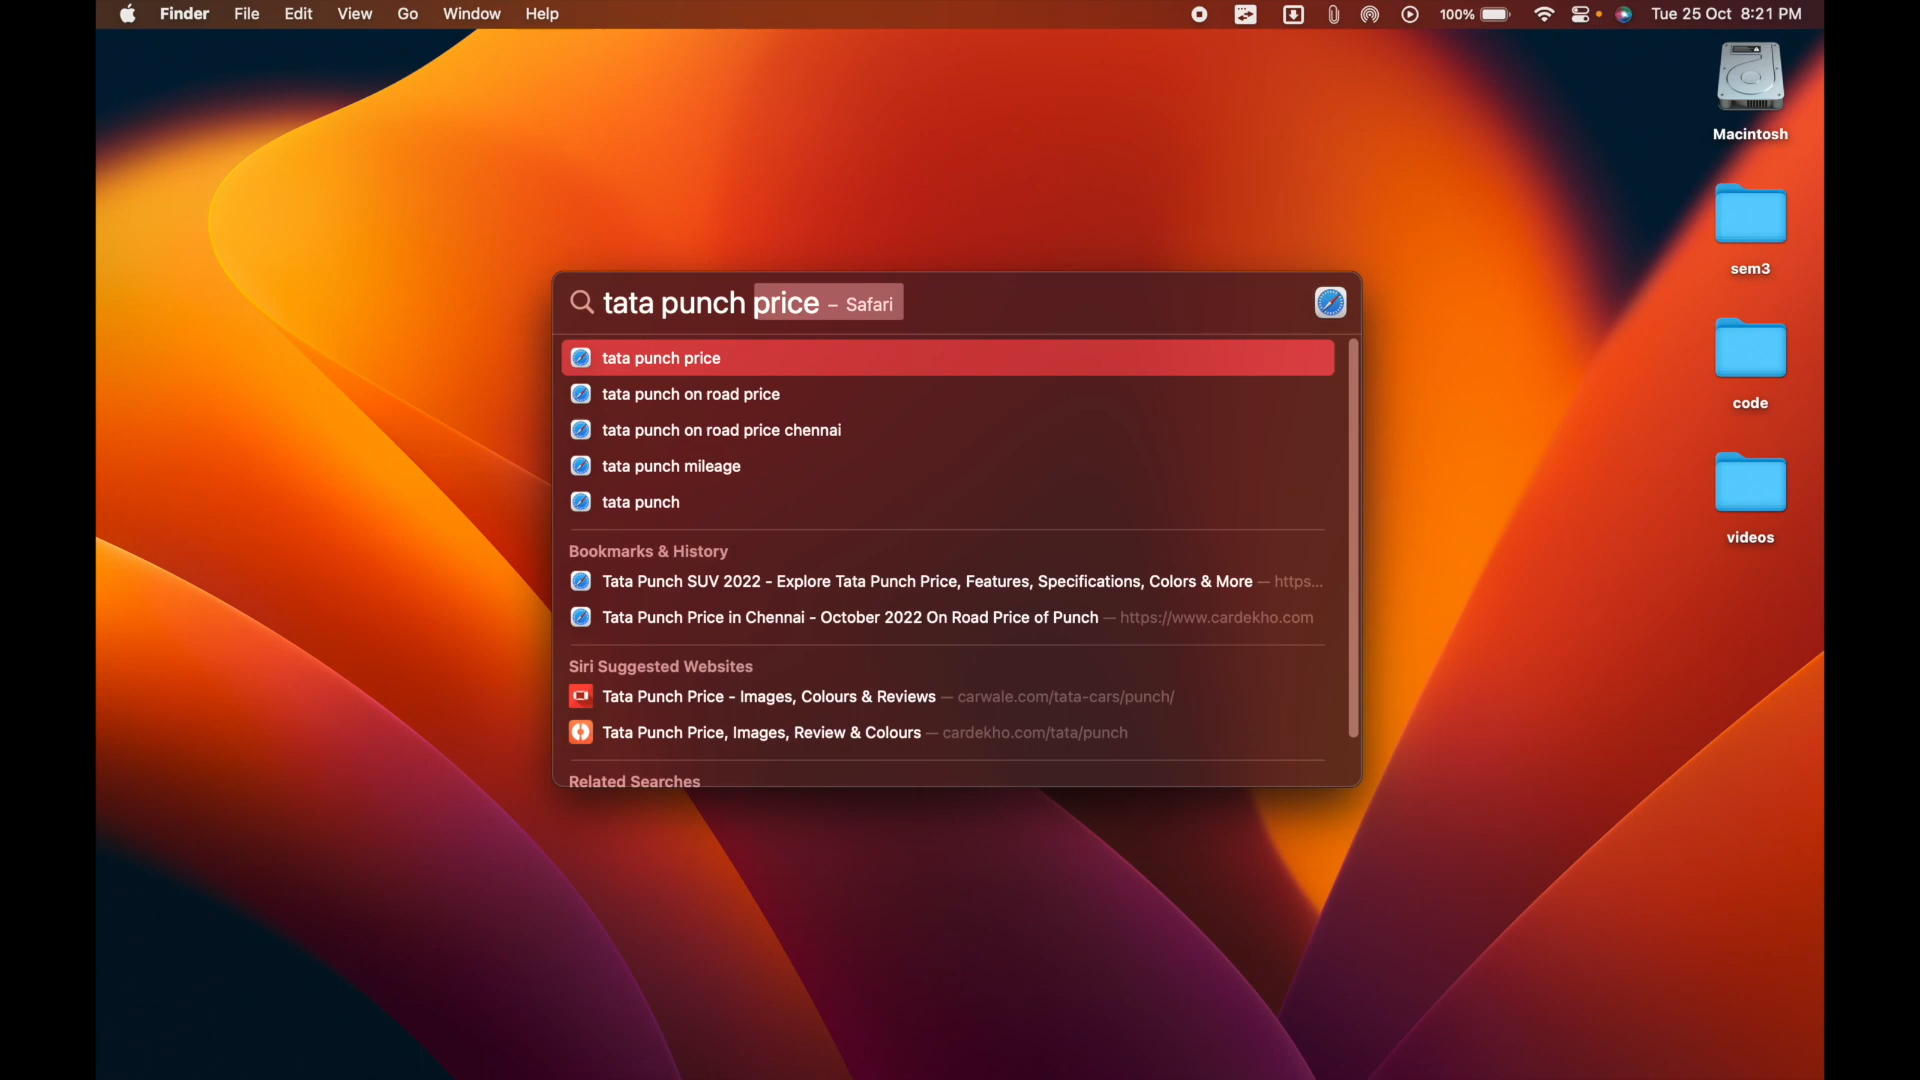 Finder File Edit View Go Window Help 100% Tue 25 Oct 8:21 PM
Macintosh
sem3
code
videos
tata punch price – Safari
tata punch price
tata punch on road price
tata punch on road price chennai
tata punch mileage
tata punch
Bookmarks & History
Tata Punch SUV 2022 - Explore Tata Punch Price, Features, Specifications, Colors & More — https...
Tata Punch Price in Chennai - October 2022 On Road Price of Punch — https://www.cardekho.com
Siri Suggested Websites
Tata Punch Price - Images, Colours & Reviews — carwale.com/tata-cars/punch/
Tata Punch Price, Images, Review & Colours — cardekho.com/tata/punch
Related Searches